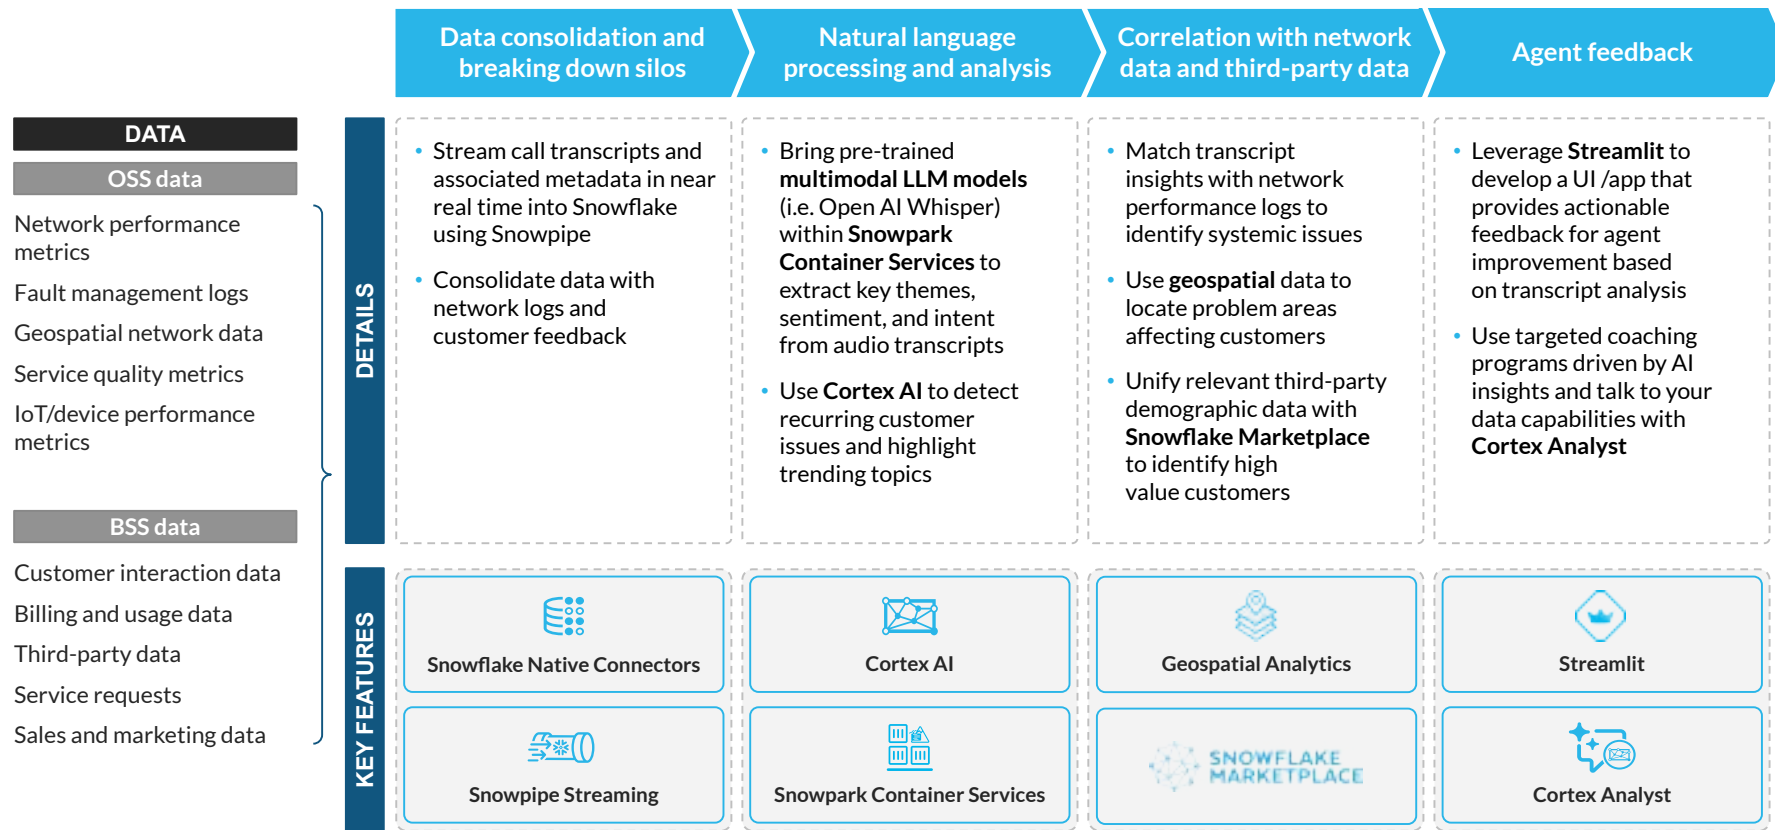 Data consolidation and
breaking down silos
Natural language
processing and analysis
Correlation with network
data and third-party data
Agent feedback
DATA
OSS data
Network performance
metrics
Fault management logs
Geospatial network data
Service quality metrics
IoT/device performance
metrics
BSS data
Customer interaction data
Billing and usage data
Third-party data
Service requests
Sales and marketing data
DETAILS
• Stream call transcripts and
associated metadata in near
real time into Snowflake
using Snowpipe
• Consolidate data with
network logs and
customer feedback
• Bring pre-trained
multimodal LLM models
(i.e. Open AI Whisper)
within Snowpark
Container Services to
extract key themes,
sentiment, and intent
from audio transcripts
• Use Cortex AI to detect
recurring customer
issues and highlight
trending topics
• Match transcript
insights with network
performance logs to
identify systemic issues
• Use geospatial data to
locate problem areas
affecting customers
• Unify relevant third-party
demographic data with
Snowflake Marketplace
to identify high
value customers
• Leverage Streamlit to
develop a UI /app that
provides actionable
feedback for agent
improvement based
on transcript analysis
• Use targeted coaching
programs driven by AI
insights and talk to your
data capabilities with
Cortex Analyst
KEY FEATURES
Snowflake Native Connectors
Cortex AI
Geospatial Analytics
Streamlit
Snowpipe Streaming
Snowpark Container Services
SNOWFLAKE
MARKETPLACE
Cortex Analyst